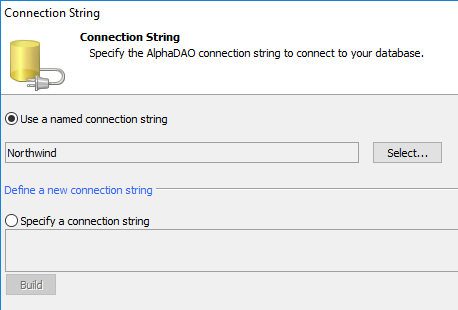 Connection String
Connection String
Specify the AlphaDAO connection string to connect to your database.
Use a named connection string
Northwind
Select...
Define a new connection string
Specify a connection string
Build